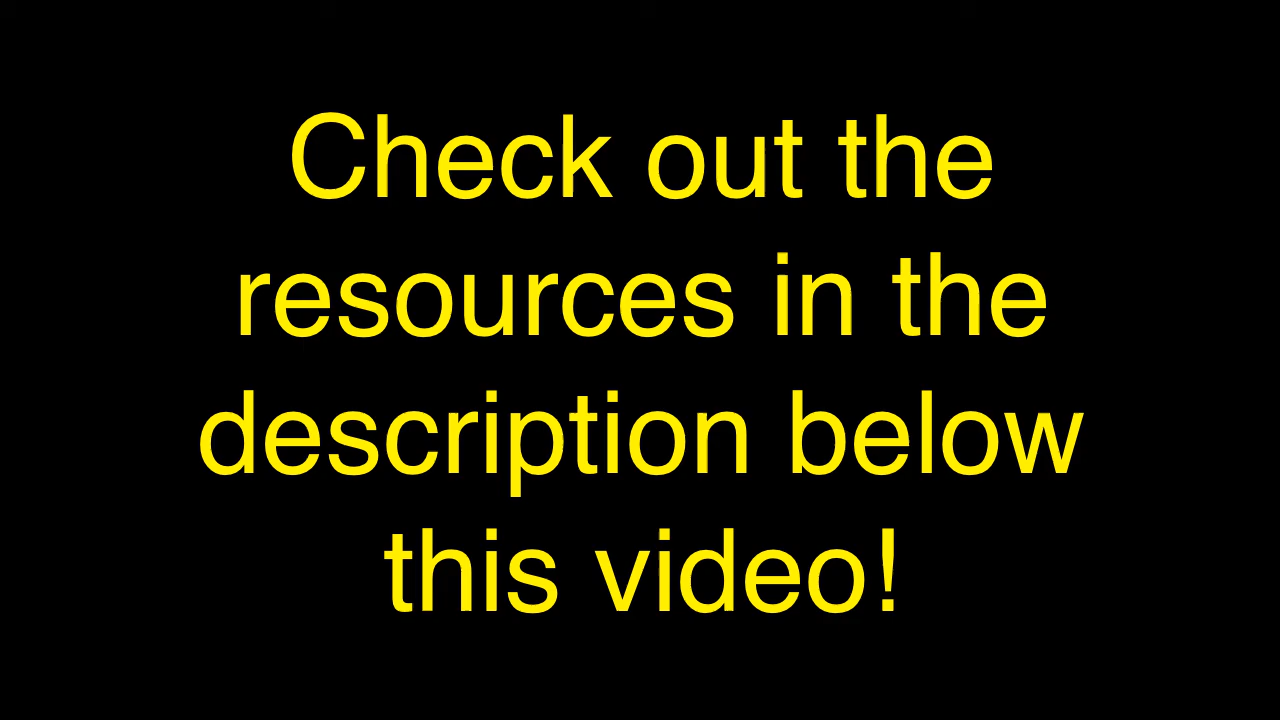 Check out the
resources in the
description below
this video!